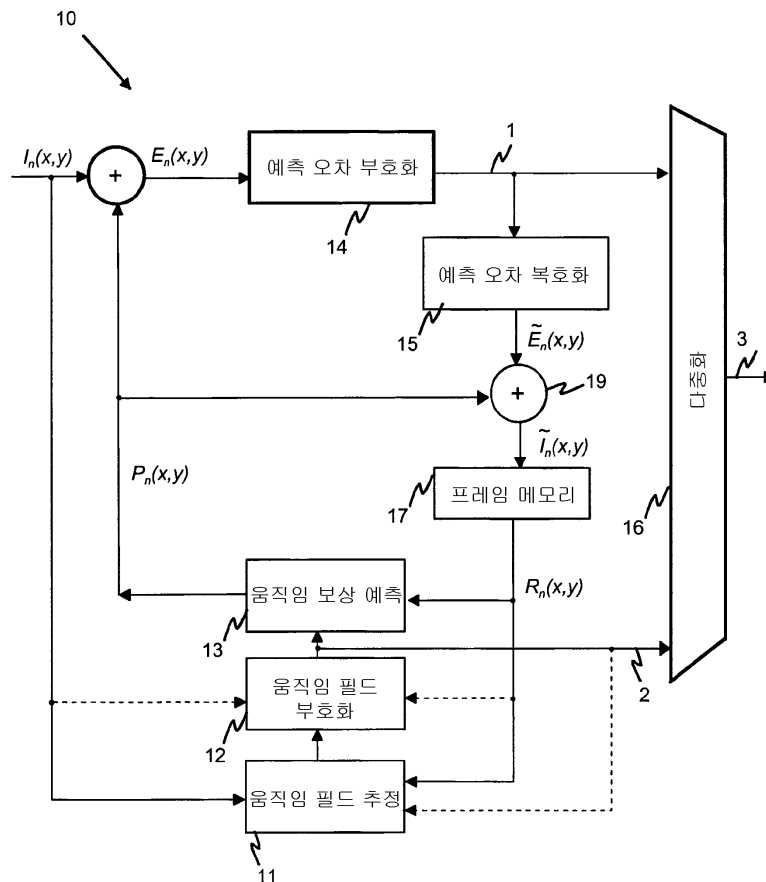 10
I_n(x,y)
E_n(x,y)
+
예측 오차 부호화
14
1
예측 오차 복호화
15
Ẽ_n(x,y)
3
+
19
다중화
Ĩ_n(x,y)
P_n(x,y)
프레임 메모리
17
16
움직임 보상 예측
13
R_n(x,y)
움직임 필드
부호화
12
2
움직임 필드 추정
11